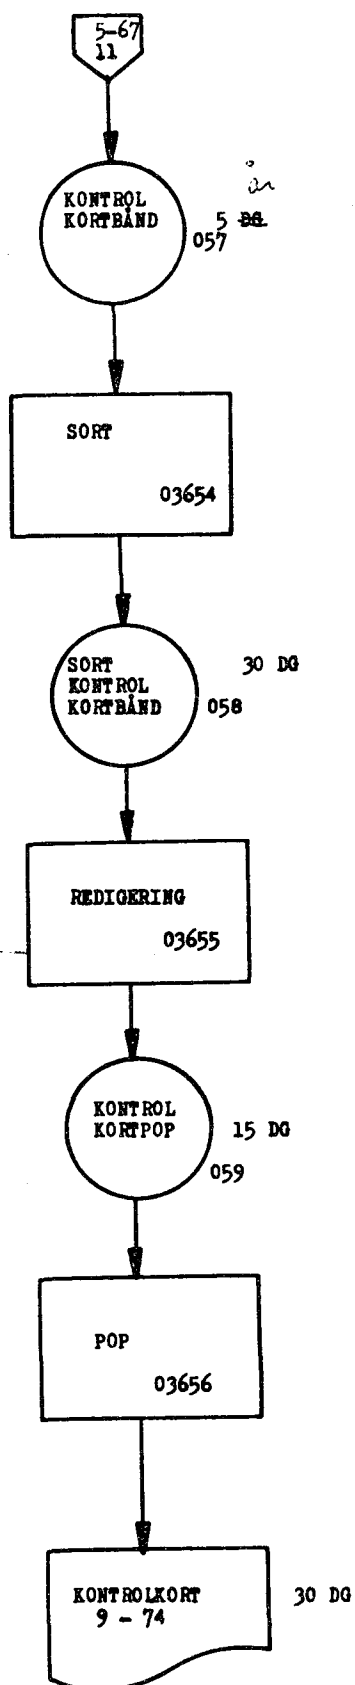 5-67
11
år
KONTROL
KORTBÅND
5 DG
057
SORT
03654
SORT
KONTROL
KORTBÅND
30 DG
058
REDIGERING
03655
KONTROL
KORTPOP
15 DG
059
POP
03656
KONTROLKORT
9 - 74
30 DG